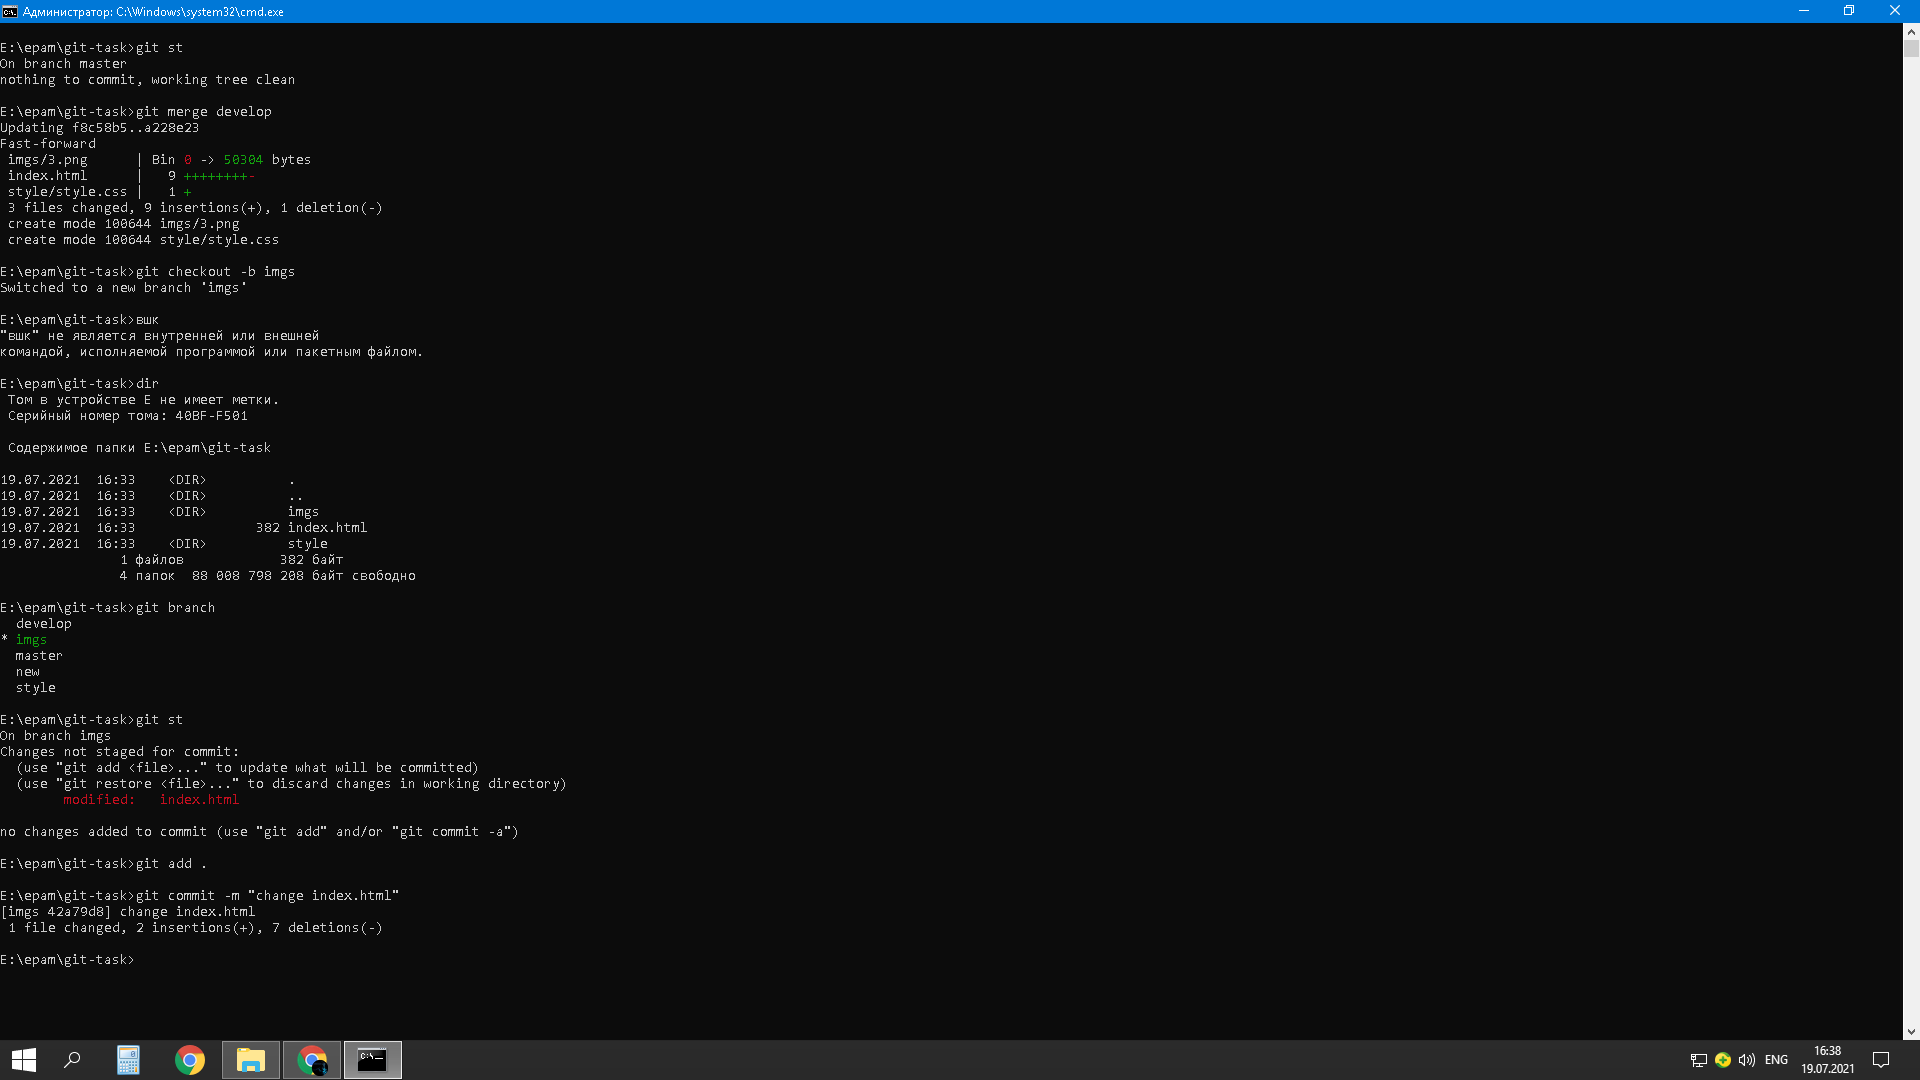 Администратор: C:\Windows\system32\cmd.exe
E:\epam\git-task>git st
On branch master
nothing to commit, working tree clean
E:\epam\git-task>git merge develop
Updating f8c58b5..a228e23
Fast-forward
imgs/3.png | Bin 0 -> 50304 bytes
index.html | 9 ++++++++-
style/style.css | 1 +
3 files changed, 9 insertions(+), 1 deletion(-)
create mode 100644 imgs/3.png
create mode 100644 style/style.css
E:\epam\git-task>git checkout -b imgs
Switched to a new branch 'imgs'
E:\epam\git-task>вшк
"вшк" не является внутренней или внешней
командой, исполняемой программой или пакетным файлом.
E:\epam\git-task>dir
Том в устройстве E не имеет метки.
Серийный номер тома: 40BF-F501
Содержимое папки E:\epam\git-task
19.07.2021 16:33 <DIR> .
19.07.2021 16:33 <DIR> ..
19.07.2021 16:33 <DIR> imgs
19.07.2021 16:33 382 index.html
19.07.2021 16:33 <DIR> style
1 файлов 382 байт
4 папок 88 008 798 208 байт свободно
E:\epam\git-task>git branch
develop
* imgs
master
new
style
E:\epam\git-task>git st
On branch imgs
Changes not staged for commit:
(use "git add <file>..." to update what will be committed)
(use "git restore <file>..." to discard changes in working directory)
modified: index.html
no changes added to commit (use "git add" and/or "git commit -a")
E:\epam\git-task>git add .
E:\epam\git-task>git commit -m "change index.html"
[imgs 42a79d8] change index.html
1 file changed, 2 insertions(+), 7 deletions(-)
E:\epam\git-task>
ENG
16:38
19.07.2021